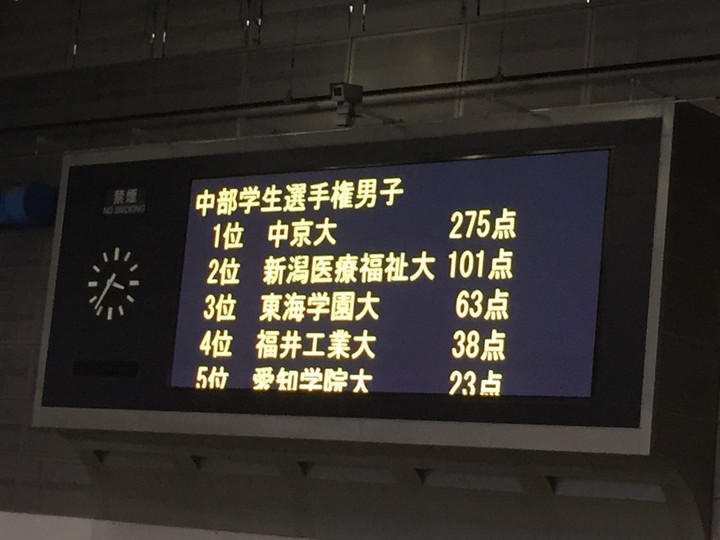 禁煙
NO SMOKING
中部学生選手権男子
1位 中京大 275点
2位 新潟医療福祉大 101点
3位 東海学園大 63点
4位 福井工業大 38点
5位 愛知学院大 23点